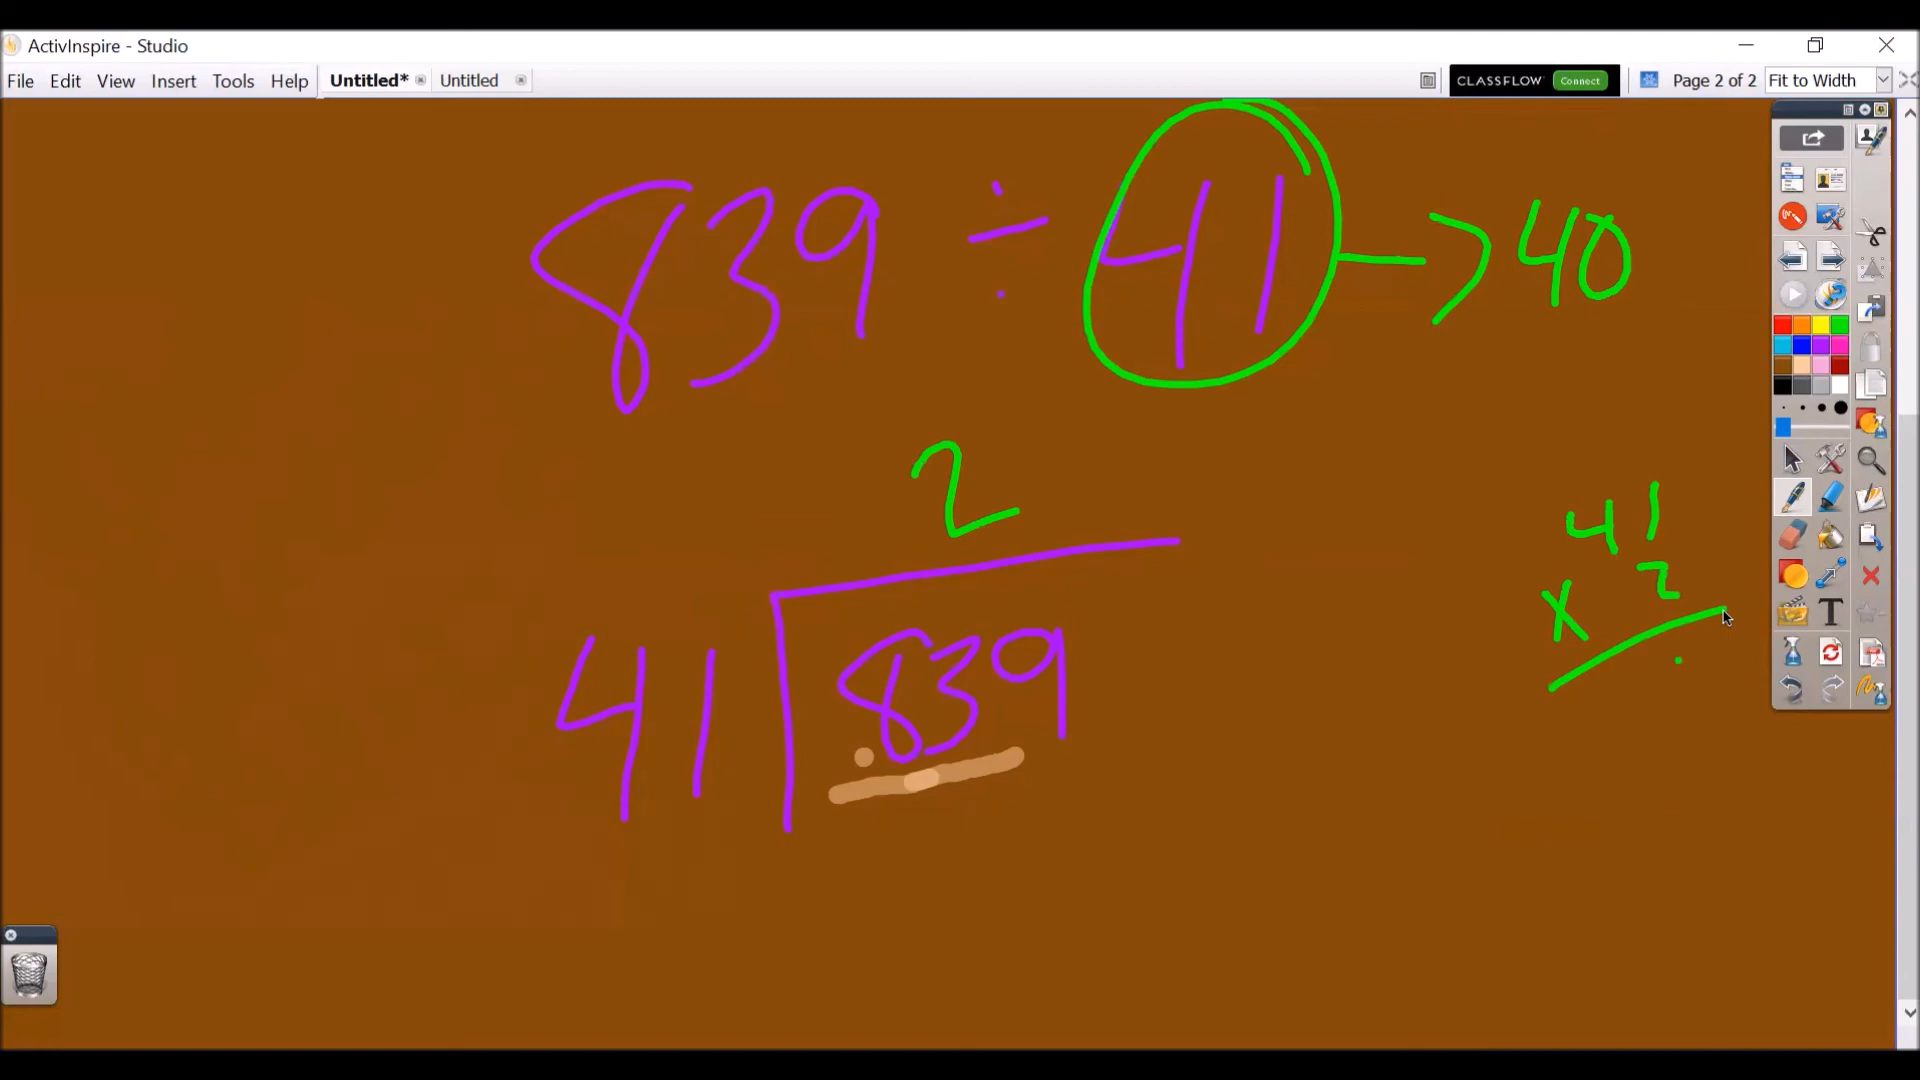 ActivInspire - Studio
File Edit View Insert Tools Help Untitled* Untitled CLASSFLOW Connect Page 2 of 2 Fit to Width
839 ÷ 41 → 40
2
41 839
41
x 2
T